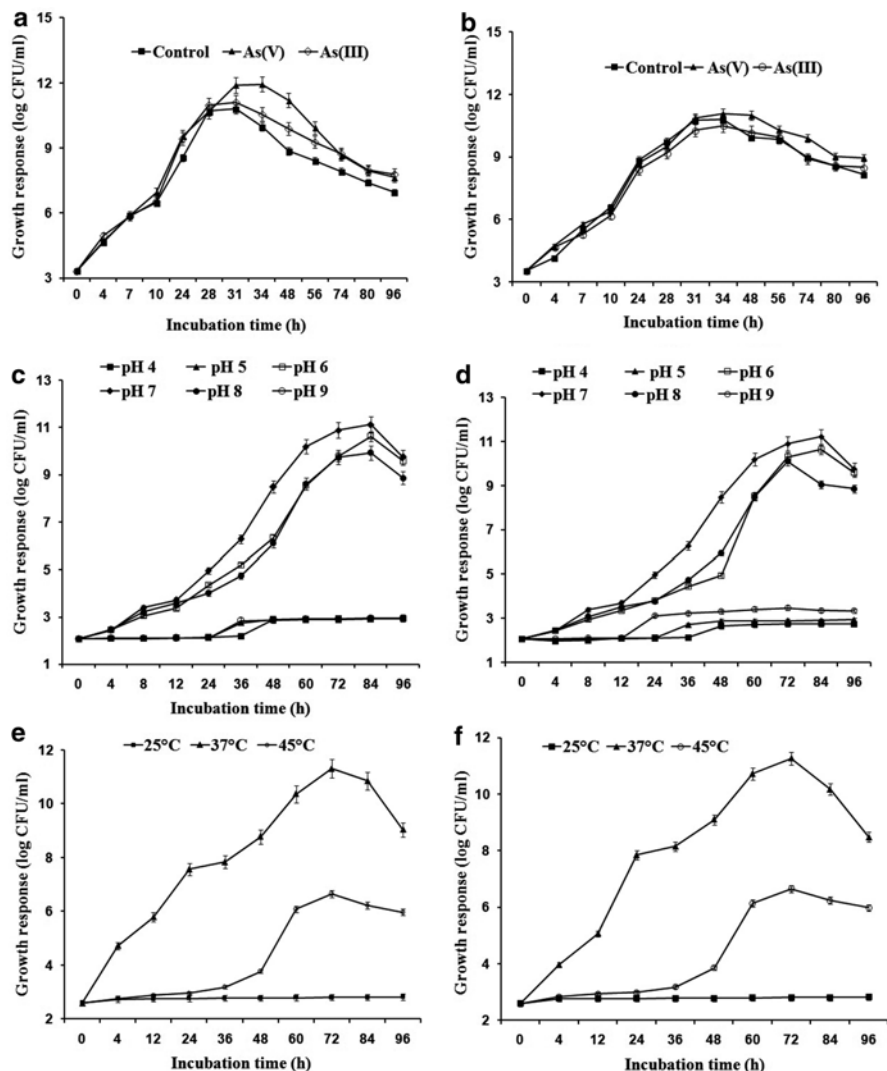 a
Control As(V) As(III)
15
12
9
6
3
Growth response (log CFU/ml)
0 4 7 10 24 28 31 34 48 56 74 80 96
Incubation time (h)
b
Control As(V) As(III)
15
12
9
6
3
Growth response (log CFU/ml)
0 4 7 10 24 28 31 34 48 56 74 80 96
Incubation time (h)
c
pH 4 pH 5 pH 6
pH 7 pH 8 pH 9
13
11
9
7
5
3
1
Growth response (log CFU/ml)
0 4 8 12 24 36 48 60 72 84 96
Incubation time (h)
d
pH 4 pH 5 pH 6
pH 7 pH 8 pH 9
13
11
9
7
5
3
1
Growth response (log CFU/ml)
0 4 8 12 24 36 48 60 72 84 96
Incubation time (h)
e
25°C 37°C 45°C
12
10
8
6
4
2
Growth response (log CFU/ml)
0 4 12 24 36 48 60 72 84 96
Incubation time (h)
f
25°C 37°C 45°C
12
10
8
6
4
2
Growth response (log CFU/ml)
0 4 12 24 36 48 60 72 84 96
Incubation time (h)